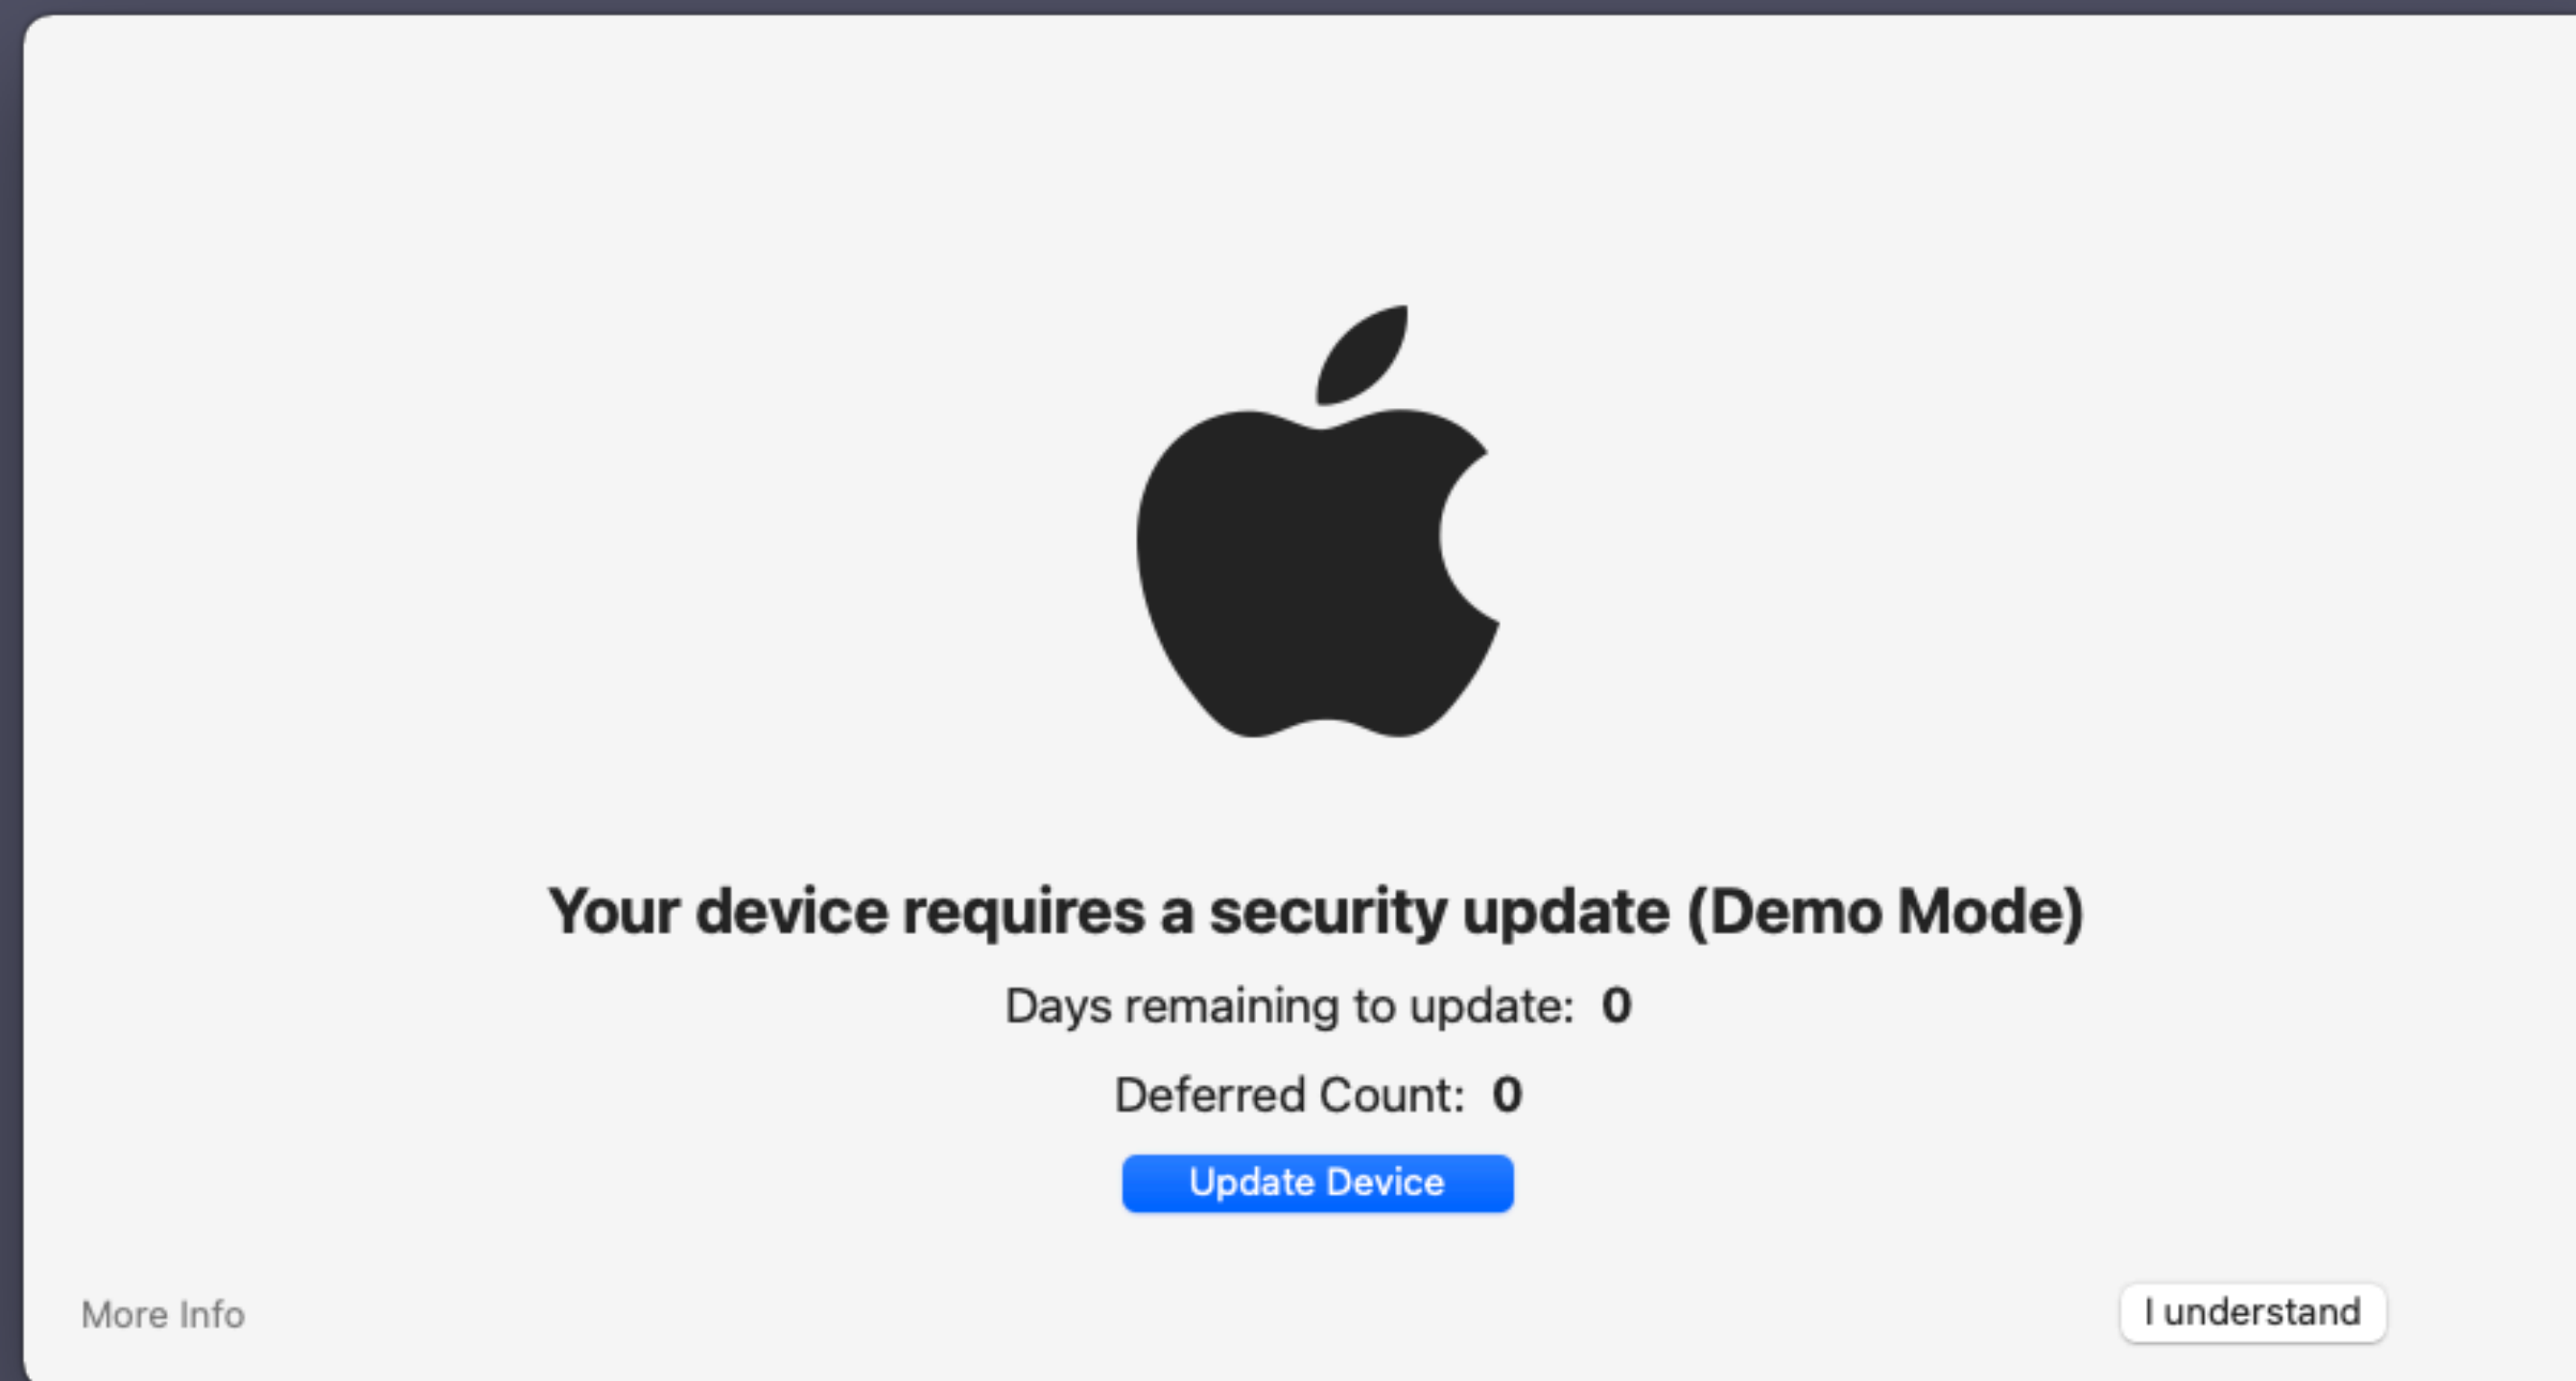 Your device requires a security update (Demo Mode)
Days remaining to update: 0
Deferred Count: 0
Update Device
More Info
I understand